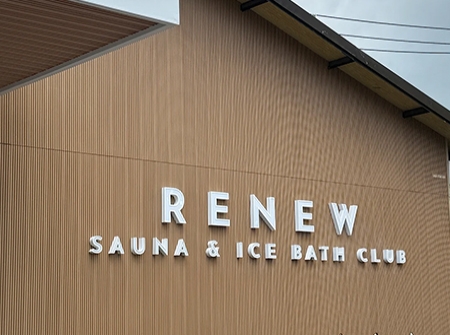 RENEW
SAUNA & ICE BATH CLUB